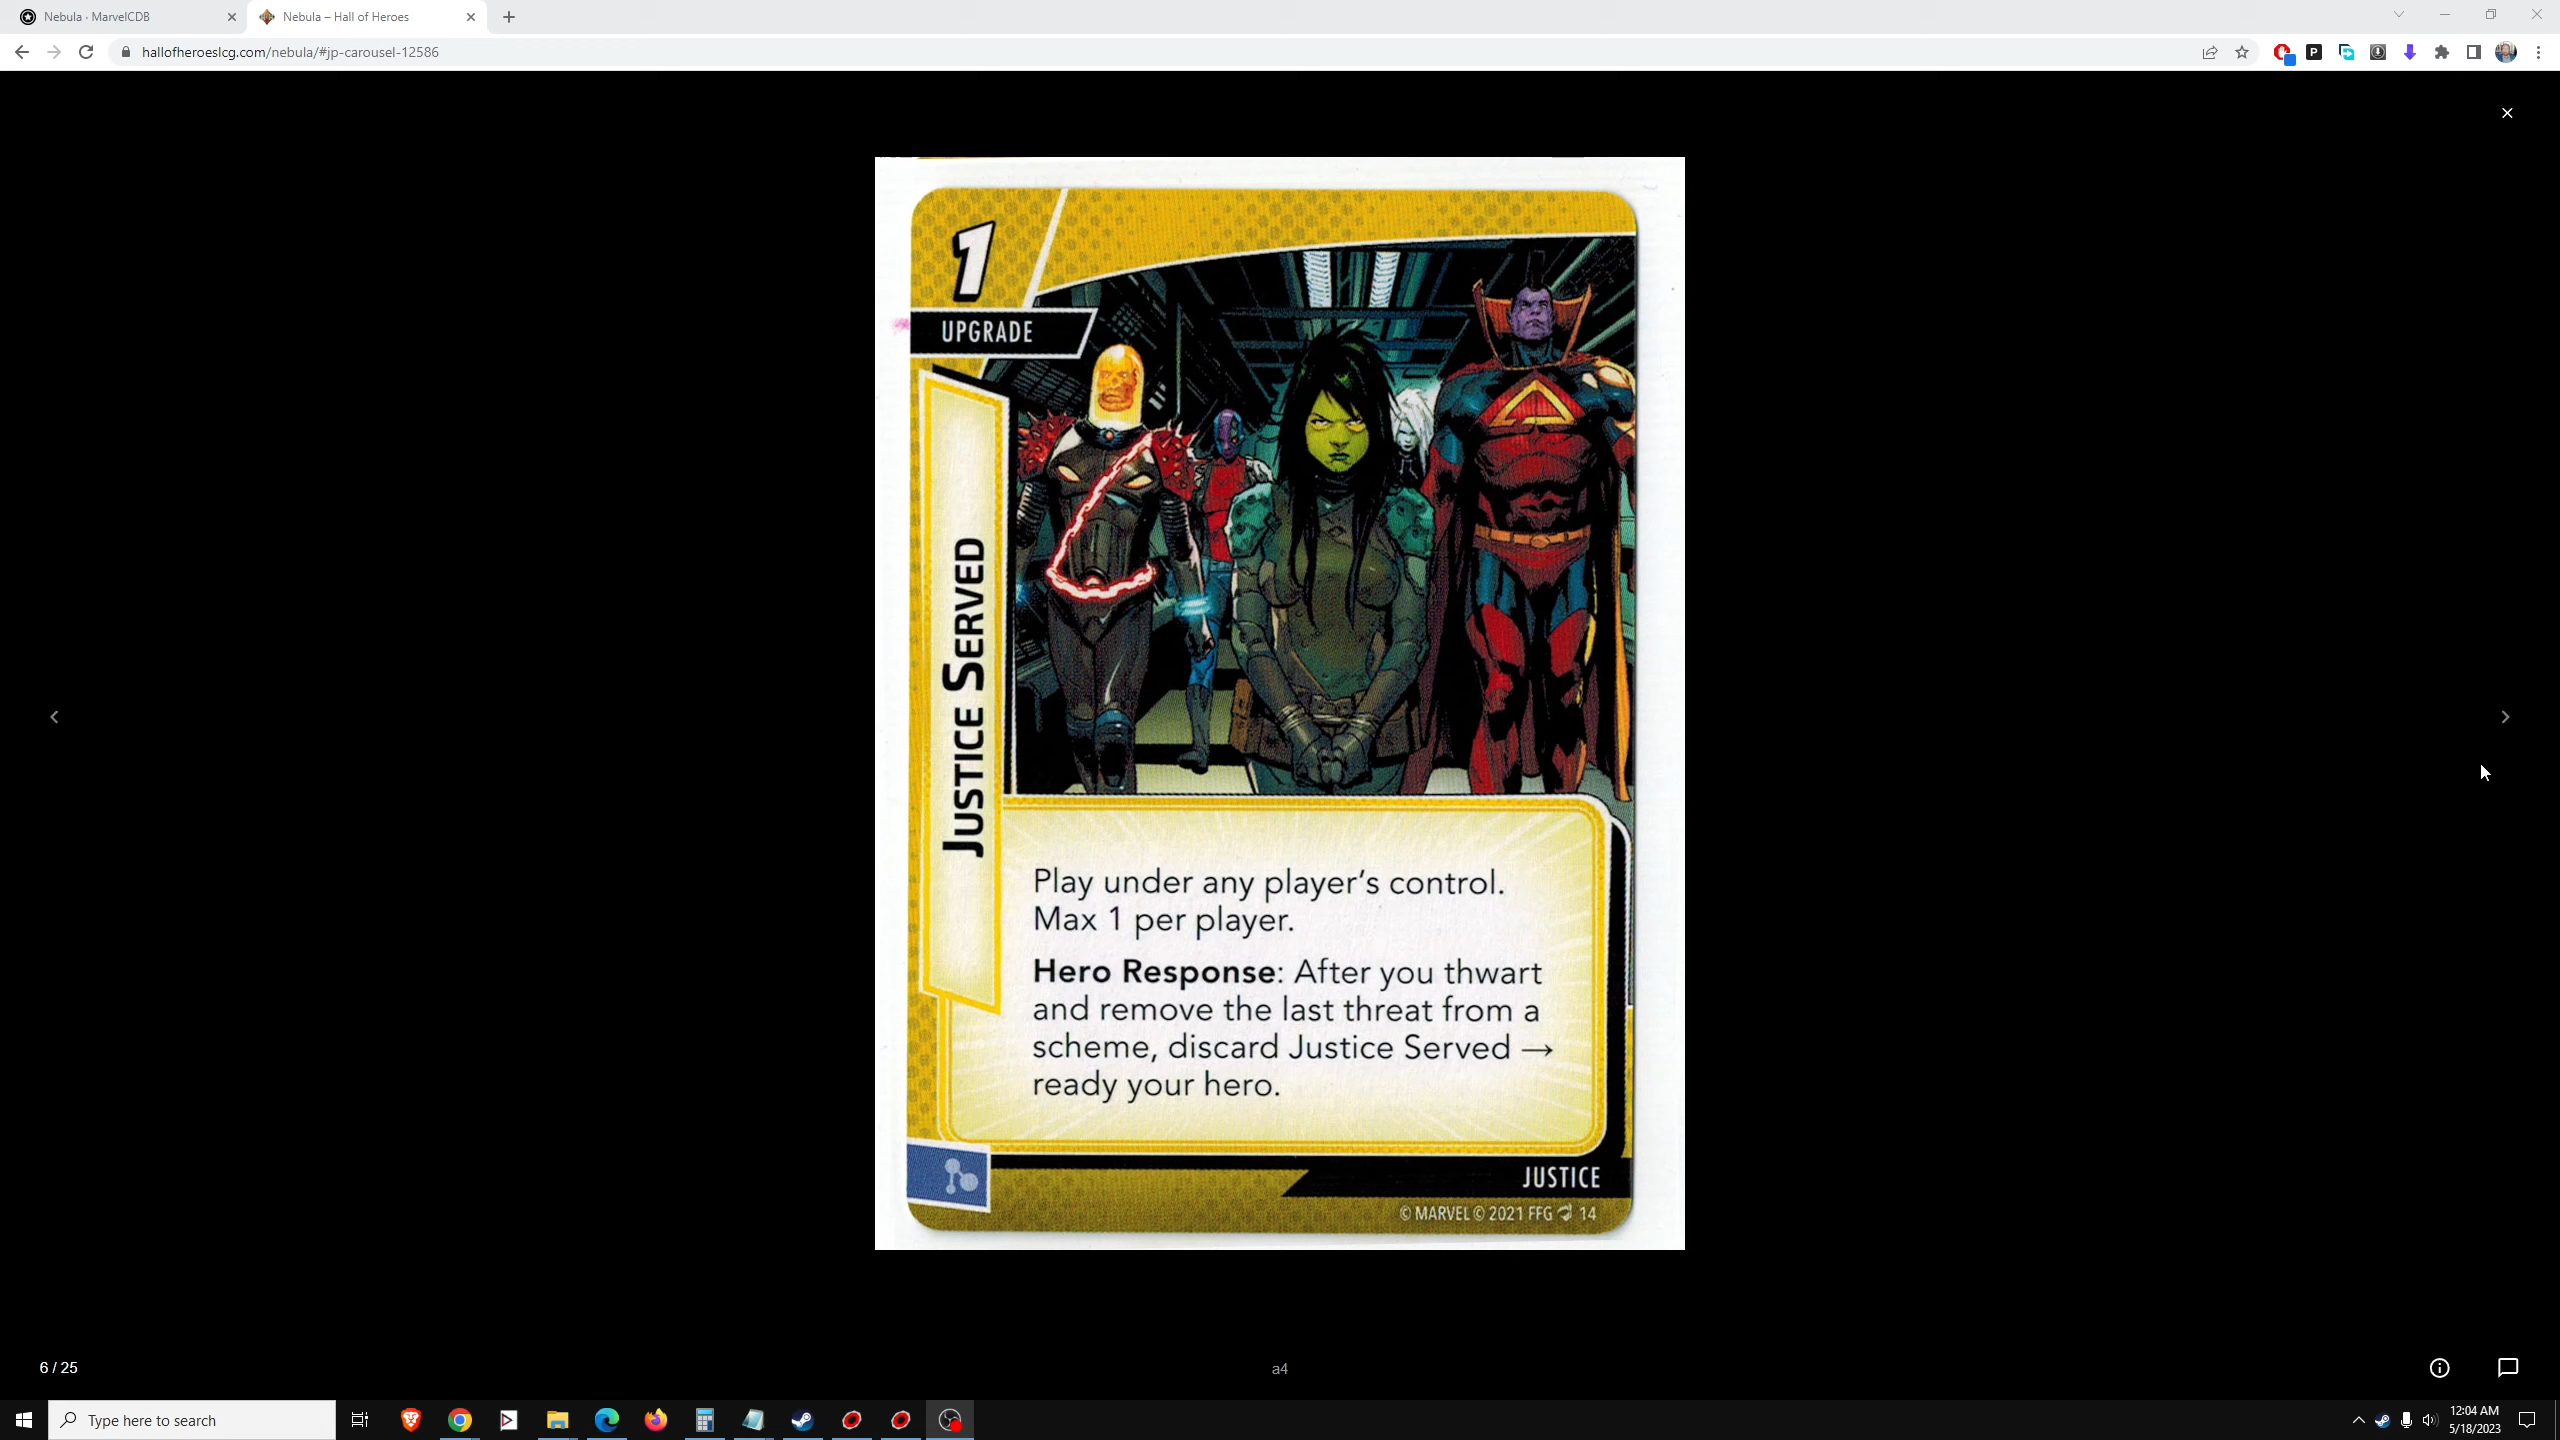 Nebula · MarvelCDB
Nebula – Hall of Heroes
hallofheroeslcg.com/nebula/#jp-carousel-12586
1
UPGRADE
JUSTICE SERVED
Play under any player's control.
Max 1 per player.
Hero Response: After you thwart
and remove the last threat from a
scheme, discard Justice Served →
ready your hero.
JUSTICE
© MARVEL © 2021 FFG 14
6 / 25
a4
Type here to search
12:04 AM
5/18/2023